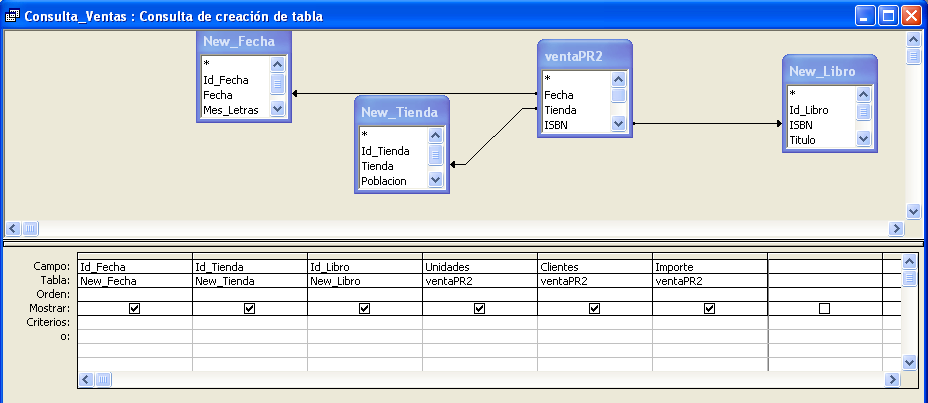 Consulta_Ventas : Consulta de creación de tabla
New_Fecha
*
Id_Fecha
Fecha
Mes_Letras
New_Tienda
*
Id_Tienda
Tienda
Poblacion
ventaPR2
*
Fecha
Tienda
ISBN
New_Libro
*
Id_Libro
ISBN
Titulo
Campo: Id_Fecha Id_Tienda Id_Libro Unidades Clientes Importe
Tabla: New_Fecha New_Tienda New_Libro ventaPR2 ventaPR2 ventaPR2
Orden:
Mostrar:
Criterios:
o: